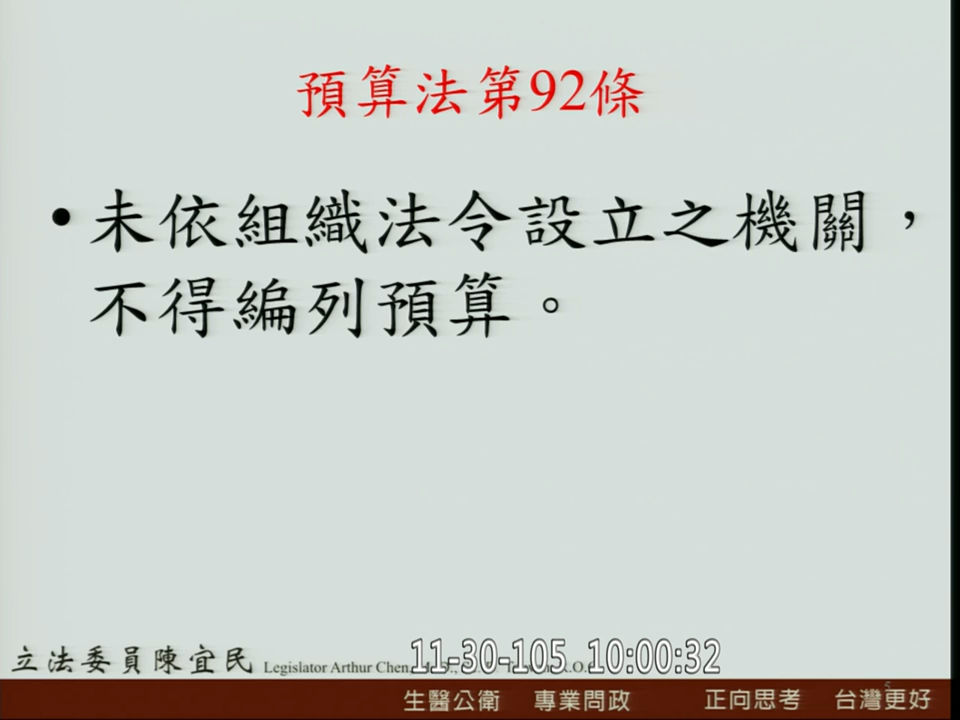 預算法第92條
• 未依組織法令設立之機關，
不得編列預算。
立法委員陳宜民 Legislator Arthur Chen
11-30-105 10:00:32
生醫公衛 專業問政 正向思考 台灣更好
5